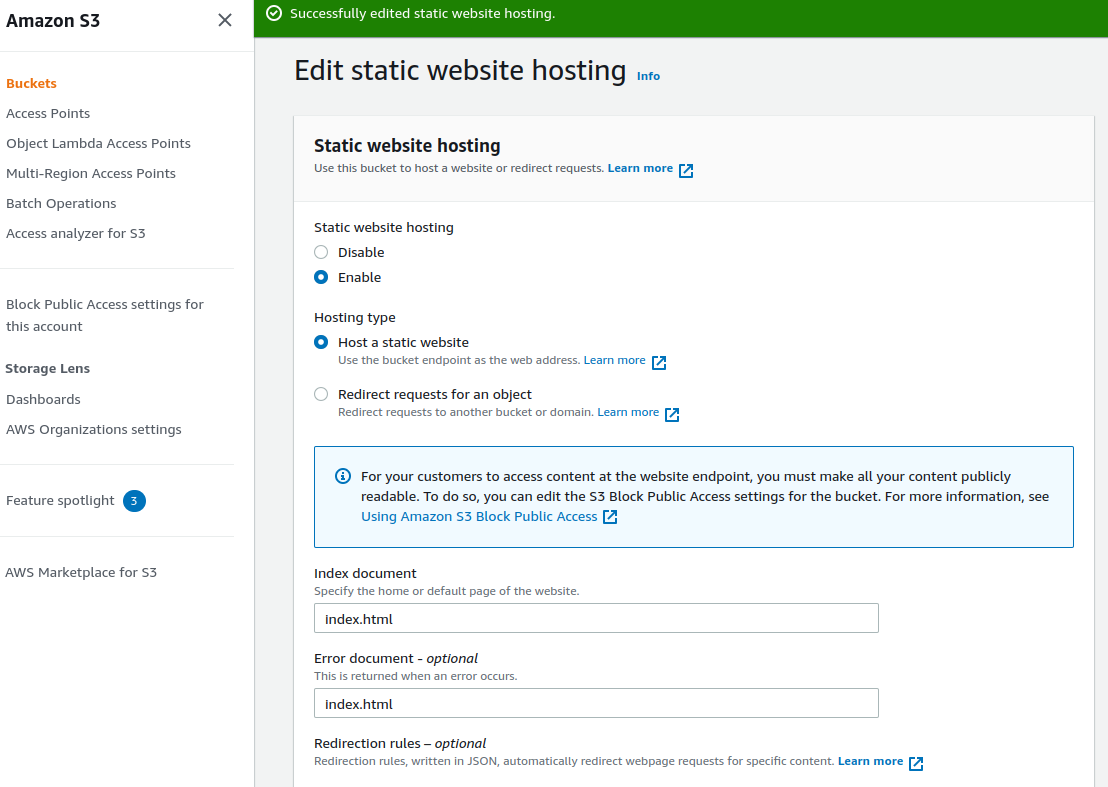 Amazon S3
Buckets
Access Points
Object Lambda Access Points
Multi-Region Access Points
Batch Operations
Access analyzer for S3
Block Public Access settings for
this account
Storage Lens
Dashboards
AWS Organizations settings
Feature spotlight 3
AWS Marketplace for S3
Successfully edited static website hosting.
Edit static website hosting Info
Static website hosting
Use this bucket to host a website or redirect requests. Learn more
Static website hosting
Disable
Enable
Hosting type
Host a static website
Use the bucket endpoint as the web address. Learn more
Redirect requests for an object
Redirect requests to another bucket or domain. Learn more
For your customers to access content at the website endpoint, you must make all your content publicly
readable. To do so, you can edit the S3 Block Public Access settings for the bucket. For more information, see
Using Amazon S3 Block Public Access
Index document
Specify the home or default page of the website.
index.html
Error document - optional
This is returned when an error occurs.
index.html
Redirection rules – optional
Redirection rules, written in JSON, automatically redirect webpage requests for specific content. Learn more